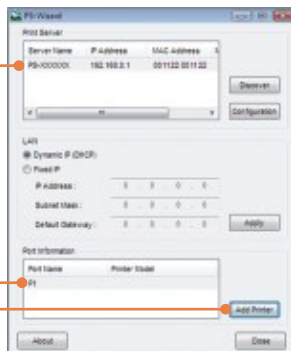 PS-Wizard
Print Server
Server Name IP Address MAC Address
PS-XXXXXX 192.168.0.1 001122 001122
Discover
Configuration
LAN
Dynamic IP (DHCP)
Fixed IP
IP Address :
Subnet Mask :
Default Gateway :
Apply
Port Information
Port Name Printer Model
P1
Add Printer
About Close